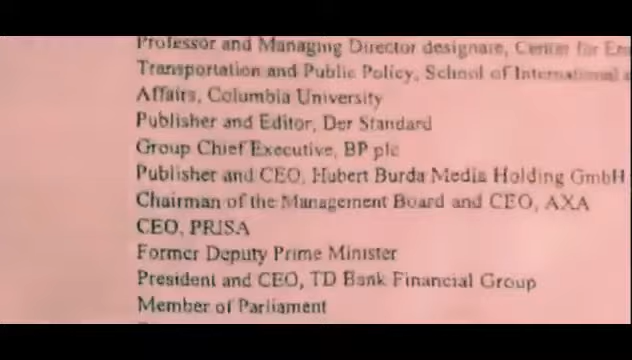 Professor and Managing Director designare, Center for
Transportation and Public Policy, School of International
Affairs, Columbia University
Publisher and Editor, Der Standard
Group Chief Executive, BP plc
Publisher and CEO, Hubert Burda Media Holding GmbH
Chairman of the Management Board and CEO, AXA
CEO, PRISA
Former Deputy Prime Minister
President and CEO, TD Bank Financial Group
Member of Parliament